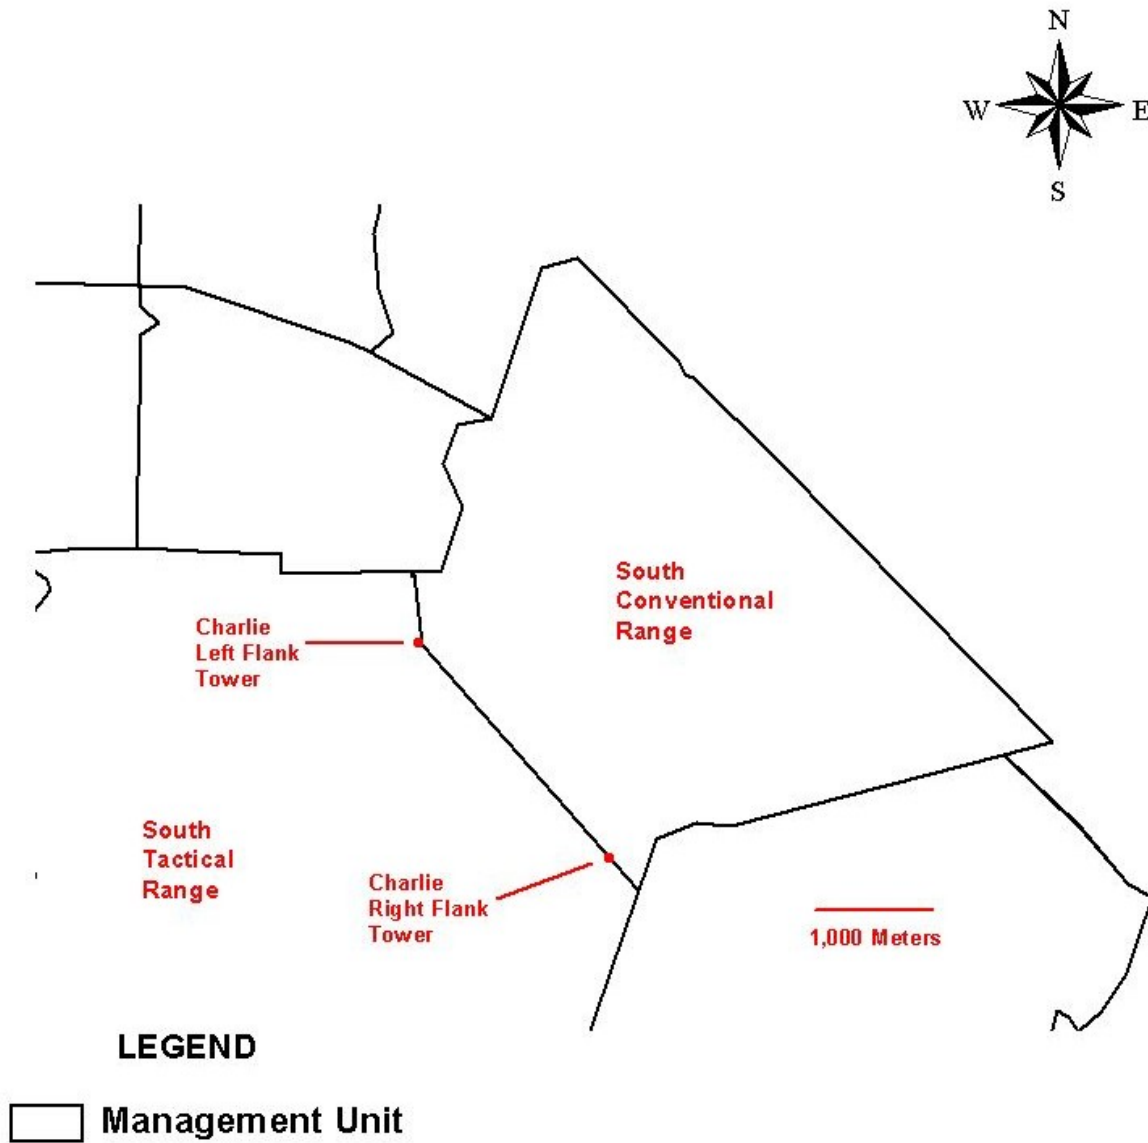 N
W E
S
South
Conventional
Range
Charlie
Left Flank
Tower
South
Tactical
Range
Charlie
Right Flank
Tower
1,000 Meters
LEGEND
Management Unit